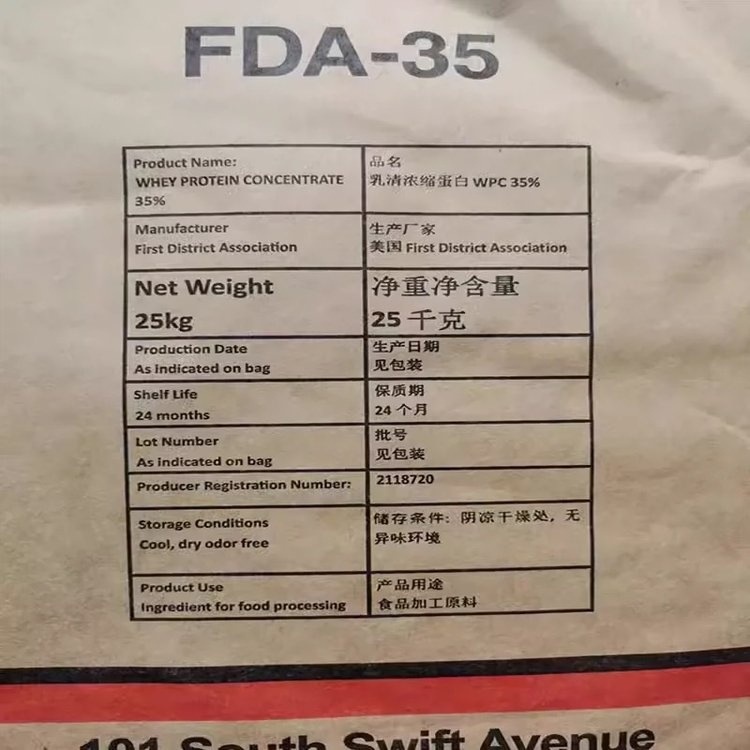 FDA-35
Product Name:
WHEY PROTEIN CONCENTRATE
35%
品名
乳清浓缩蛋白 WPC 35%
Manufacturer
First District Association
生产厂家
美国 First District Association
Net Weight
25kg
净重净含量
25 千克
Production Date
As indicated on bag
生产日期
见包装
Shelf Life
24 months
保质期
24 个月
Lot Number
As indicated on bag
批号
见包装
Producer Registration Number:
2118720
Storage Conditions
Cool, dry odor free
储存条件: 阴凉干燥处, 无
异味环境
Product Use
Ingredient for food processing
产品用途
食品加工原料
101 South Swift Avenue